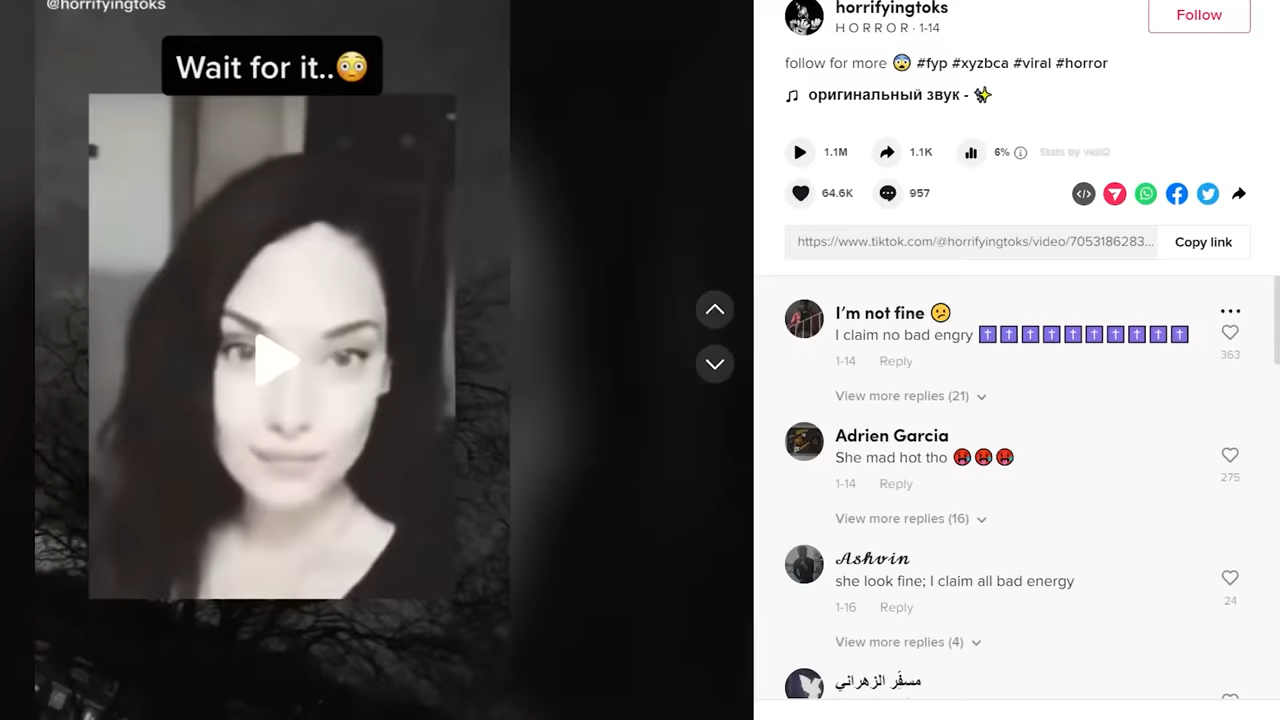 @horrifyingtoks
Wait for it..😳
horrifyingtoks
H O R R O R · 1-14
Follow
follow for more 😨 #fyp #xyzbca #viral #horror
♫ оригинальный звук - ✨
1.1M
1.1K
6%
64.6K
957
https://www.tiktok.com/@horrifyingtoks/video/7053186283...
Copy link
I’m not fine 😕
I claim no bad engry ✝️✝️✝️✝️✝️✝️✝️✝️✝️✝️
363
1-14 Reply
View more replies (21)
Adrien Garcia
She mad hot tho 🥵🥵🥵
275
1-14 Reply
View more replies (16)
𝓐𝓼𝓱𝓿𝓲𝓷
she look fine; I claim all bad energy
24
1-16 Reply
View more replies (4)
مسفِّر الزهراني